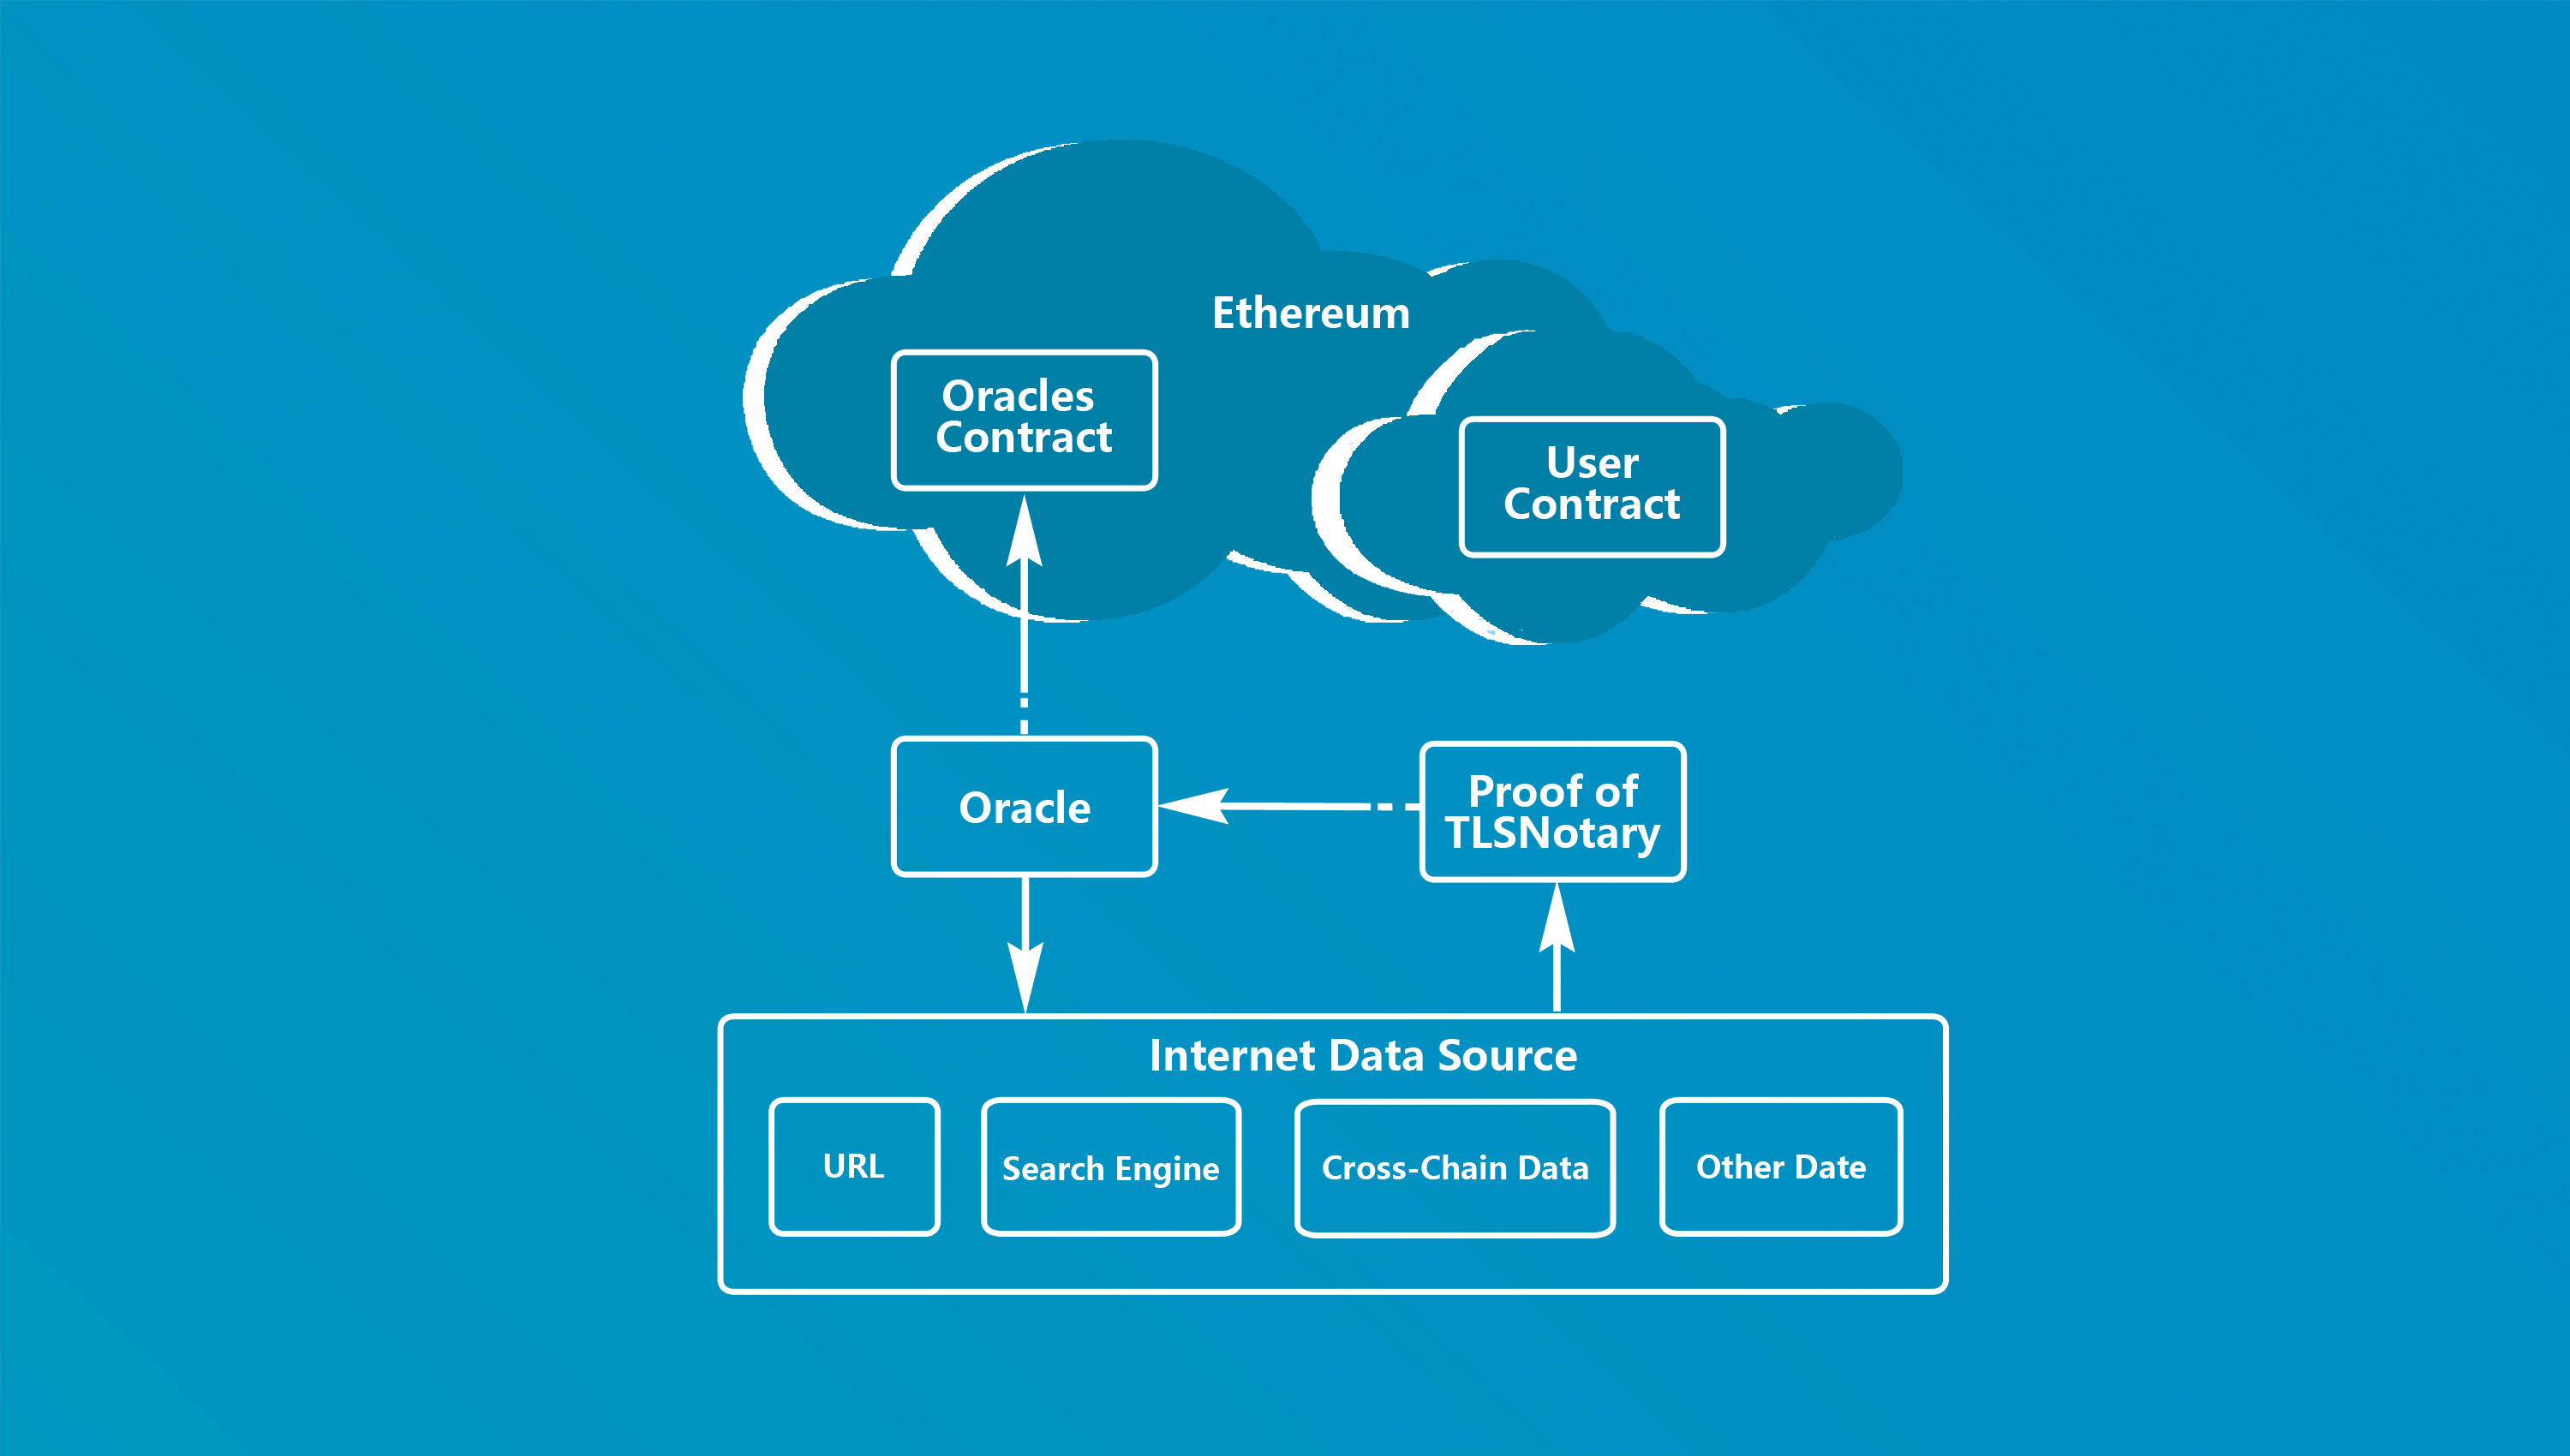 Ethereum
Oracles
Contract
User
Contract
Oracle
Proof of
TLSNotary
Internet Data Source
URL
Search Engine
Cross-Chain Data
Other Date